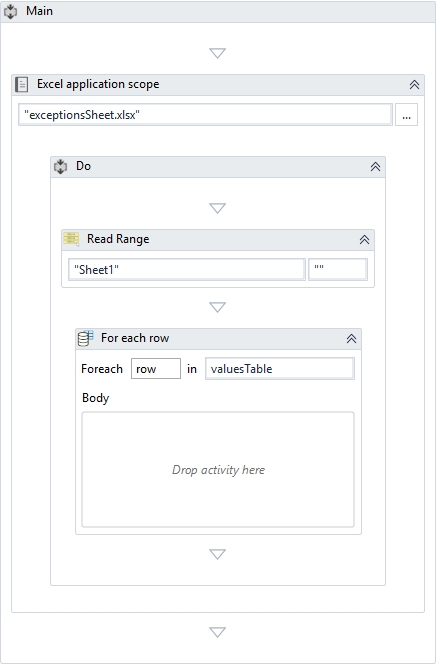 Main
Excel application scope
"exceptionsSheet.xlsx" ...
Do
Read Range
"Sheet1" ""
For each row
Foreach row in valuesTable
Body
Drop activity here